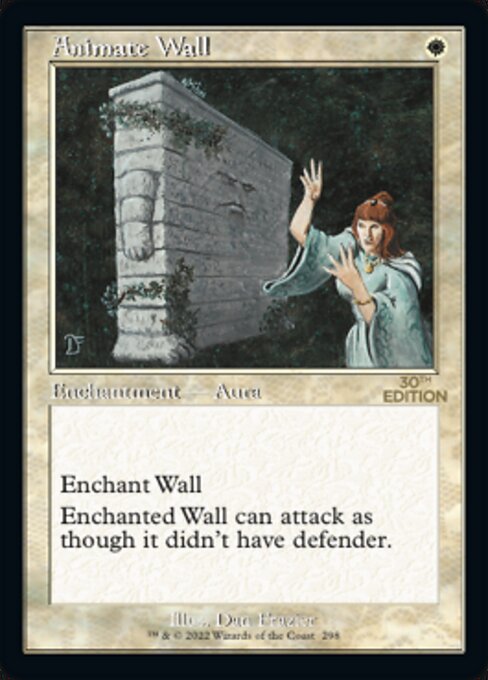 Animate Wall
DF
Enchantment — Aura
30TH
EDITION
Enchant Wall
Enchanted Wall can attack as
though it didn't have defender.
Illus. Dan Frazier
™ & © 2022 Wizards of the Coast 298